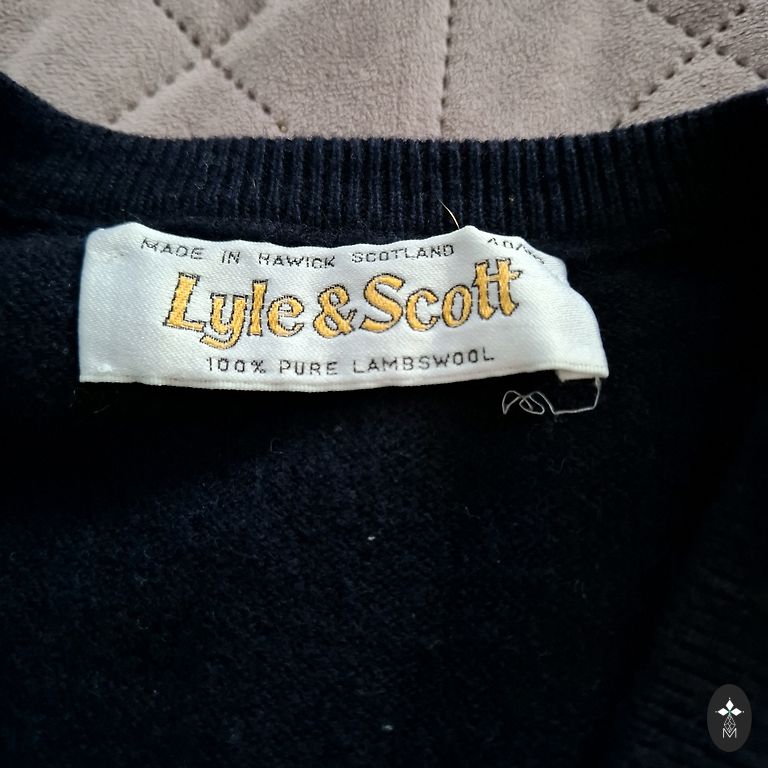 MADE IN HAWICK SCOTLAND
Lyle & Scott
100% PURE LAMBSWOOL
M